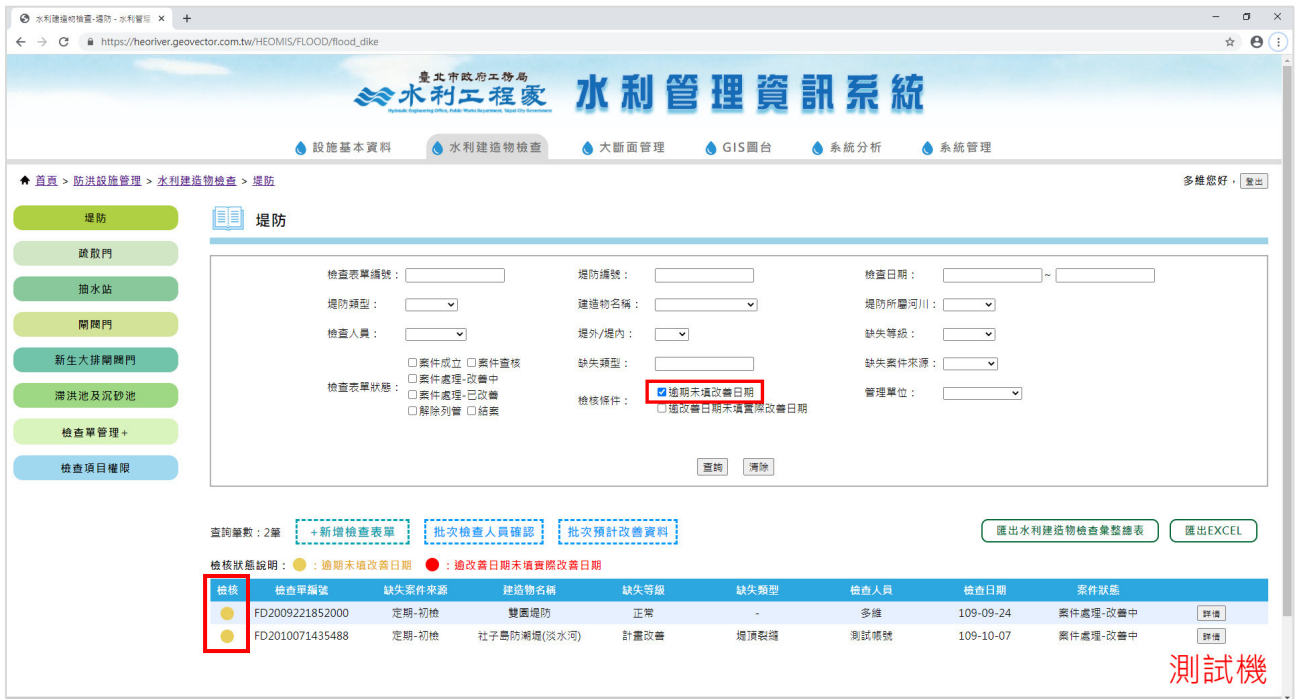 水利建造物檢查-堤防 - 水利管理
https://heoriver.geovector.com.tw/HEOMIS/FLOOD/flood_dike
臺北市政府工務局
水利工程處
Hydraulic Engineering Office, Public Works Department, Taipei City Government
水利管理資訊系統
設施基本資料 水利建造物檢查 大斷面管理 GIS圖台 系統分析 系統管理
首頁 > 防洪設施管理 > 水利建造物檢查 > 堤防
多維您好， 登出
堤防
疏散門
抽水站
閘閥門
新生大排閘閥門
滯洪池及沉砂池
檢查單管理+
檢查項目權限
堤防
檢查表單編號： 堤防編號： 檢查日期： ~
堤防類型： 建造物名稱： 堤防所屬河川：
檢查人員： 堤外/堤內： 缺失等級：
檢查表單狀態： 案件成立 案件查核
案件處理-改善中
案件處理-已改善
解除列管 結案
缺失類型： 缺失案件來源：
檢核條件： 逾期未填改善日期
逾改善日期未填實際改善日期
管理單位：
查詢 清除
查詢筆數：2筆 +新增檢查表單 批次檢查人員確認 批次預計改善資料 匯出水利建造物檢查彙整總表 匯出EXCEL
檢核狀態說明： ：逾期未填改善日期 ：逾改善日期未填實際改善日期
檢核 檢查單編號 缺失案件來源 建造物名稱 缺失等級 缺失類型 檢查人員 檢查日期 案件狀態
FD2009221852000 定期-初檢 雙園堤防 正常 - 多維 109-09-24 案件處理-改善中 詳情
FD2010071435488 定期-初檢 社子島防潮堤(淡水河) 計畫改善 堤頂裂縫 測試帳號 109-10-07 案件處理-改善中 詳情
測試機